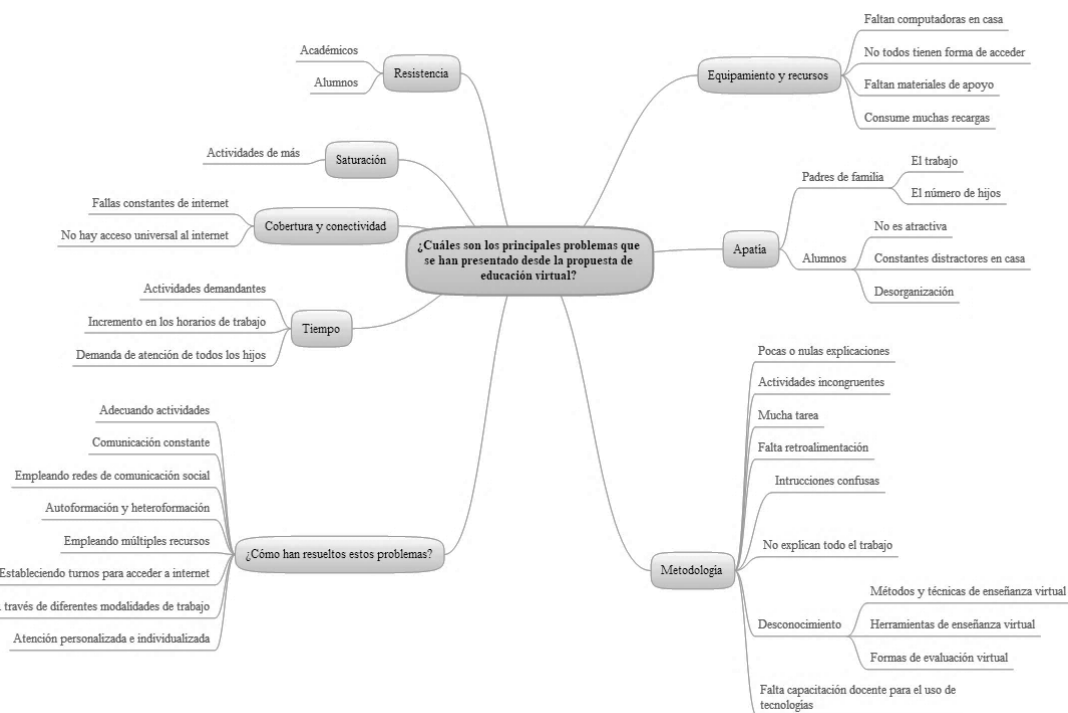 ¿Cuáles son los principales problemas que
se han presentado desde la propuesta de
educación virtual?
Resistencia
Académicos
Alumnos
Saturación
Actividades de más
Cobertura y conectividad
Fallas constantes de internet
No hay acceso universal al internet
Tiempo
Actividades demandantes
Incremento en los horarios de trabajo
Demanda de atención de todos los hijos
¿Cómo han resueltos estos problemas?
Adecuando actividades
Comunicación constante
Empleando redes de comunicación social
Autoformación y heteroformación
Empleando múltiples recursos
Estableciendo turnos para acceder a internet
través de diferentes modalidades de trabajo
Atención personalizada e individualizada
Equipamiento y recursos
Faltan computadoras en casa
No todos tienen forma de acceder
Faltan materiales de apoyo
Consume muchas recargas
Apatia
Padres de familia
El trabajo
El número de hijos
Alumnos
No es atractiva
Constantes distractores en casa
Desorganización
Metodologia
Pocas o nulas explicaciones
Actividades incongruentes
Mucha tarea
Falta retroalimentación
Intrucciones confusas
No explican todo el trabajo
Desconocimiento
Métodos y técnicas de enseñanza virtual
Herramientas de enseñanza virtual
Formas de evaluación virtual
Falta capacitación docente para el uso de
tecnologías